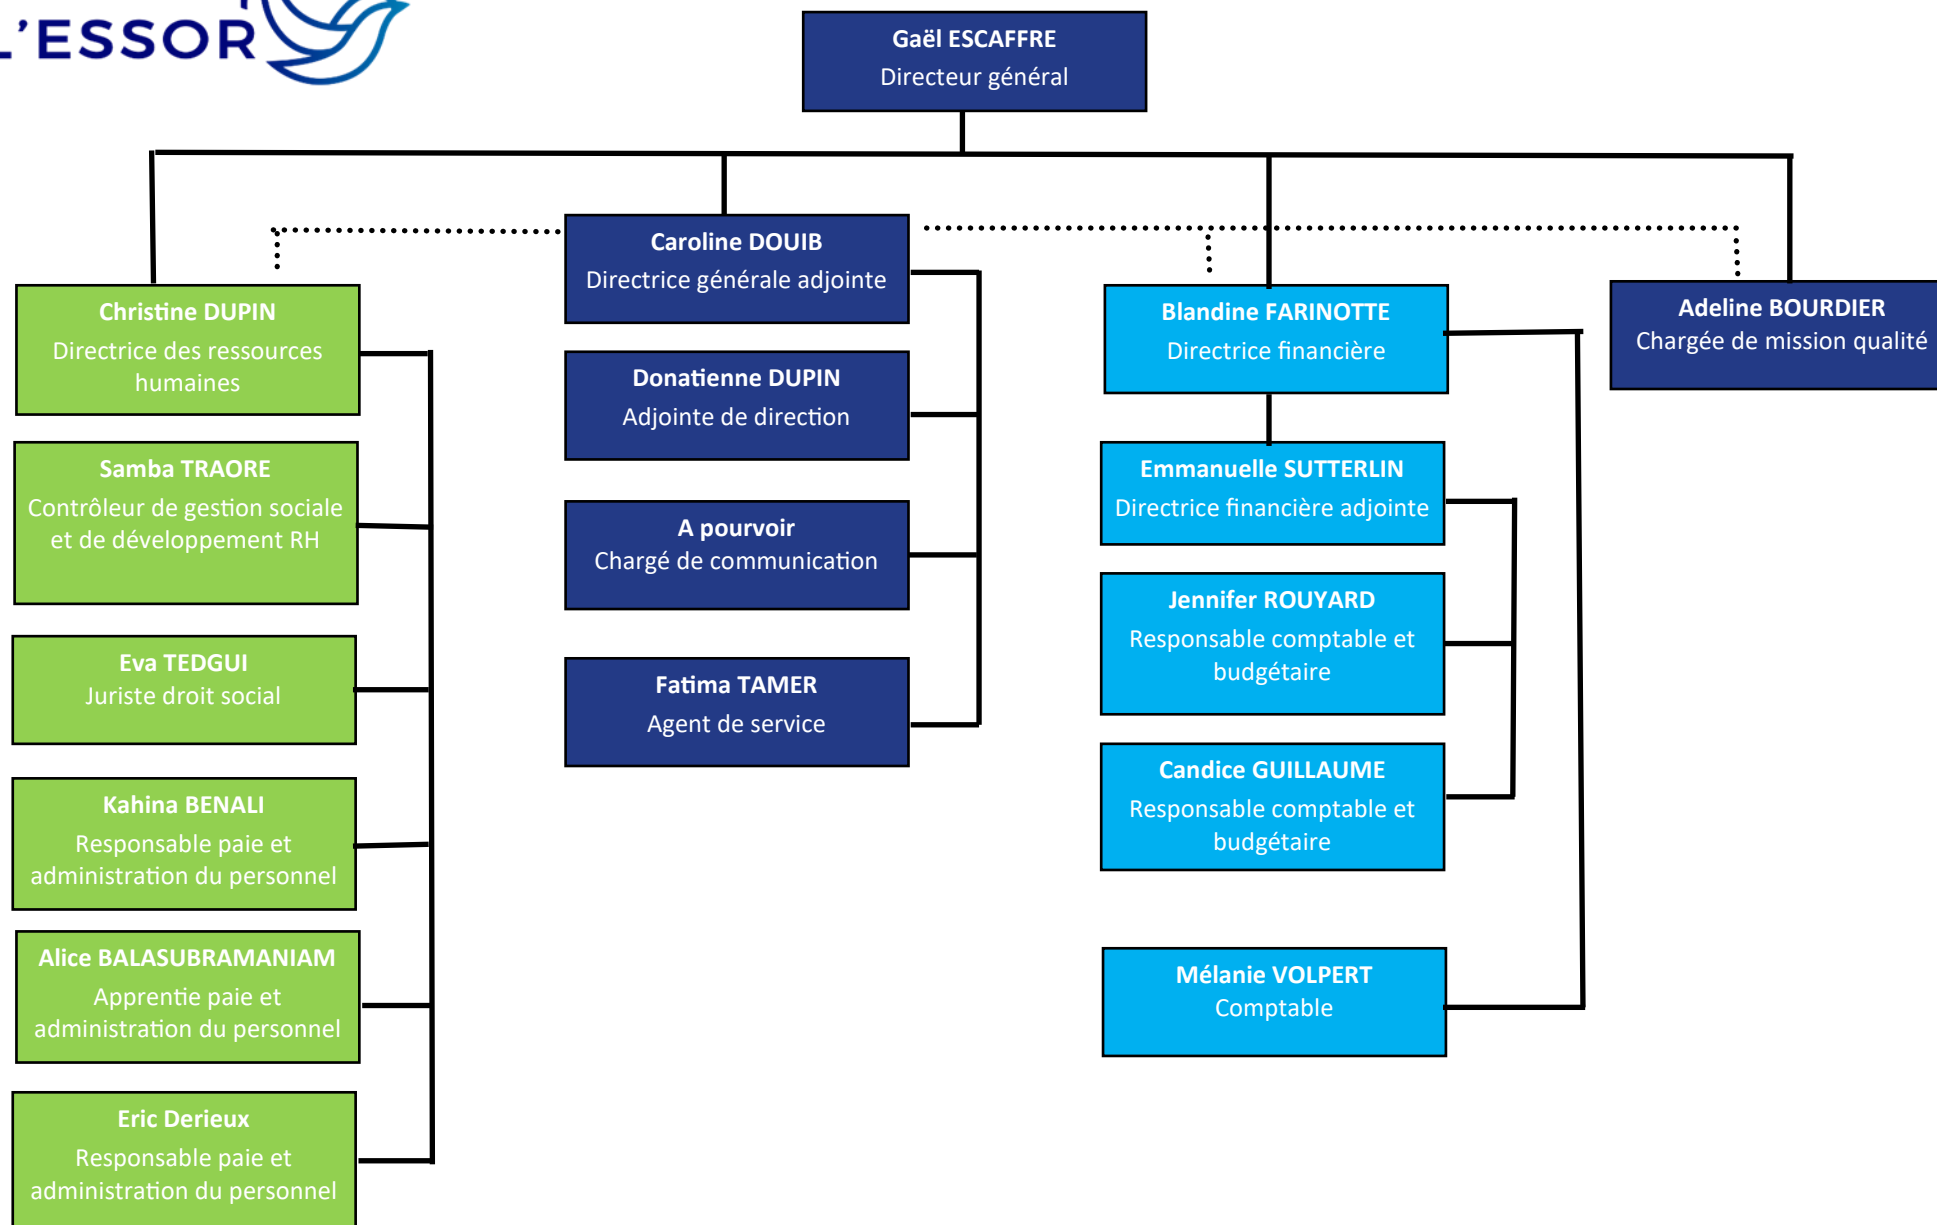 L'ESSOR
Gaël ESCAFFRE
Directeur général
Caroline DOUIB
Directrice générale adjointe
Christine DUPIN
Directrice des ressources
humaines
Blandine FARINOTTE
Directrice financière
Adeline BOURDIER
Chargée de mission qualité
Donatienne DUPIN
Adjointe de direction
Samba TRAORE
Contrôleur de gestion sociale
et de développement RH
Emmanuelle SUTTERLIN
Directrice financière adjointe
A pourvoir
Chargé de communication
Jennifer ROUYARD
Responsable comptable et
budgétaire
Eva TEDGUI
Juriste droit social
Fatima TAMER
Agent de service
Candice GUILLAUME
Responsable comptable et
budgétaire
Kahina BENALI
Responsable paie et
administration du personnel
Alice BALASUBRAMANIAM
Apprentie paie et
administration du personnel
Mélanie VOLPERT
Comptable
Eric Derieux
Responsable paie et
administration du personnel